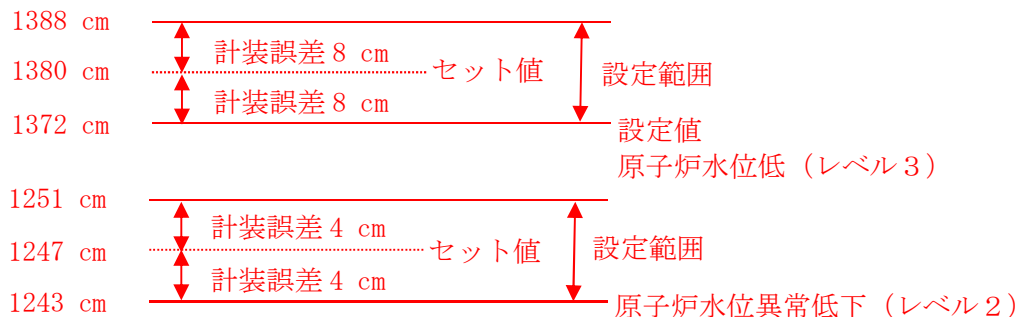 1388 cm
計装誤差8 cm
1380 cm
セット値
設定範囲
計装誤差8 cm
1372 cm
設定値
原子炉水位低（レベル３）
1251 cm
計装誤差4 cm
1247 cm
セット値
設定範囲
計装誤差4 cm
1243 cm
原子炉水位異常低下（レベル２）